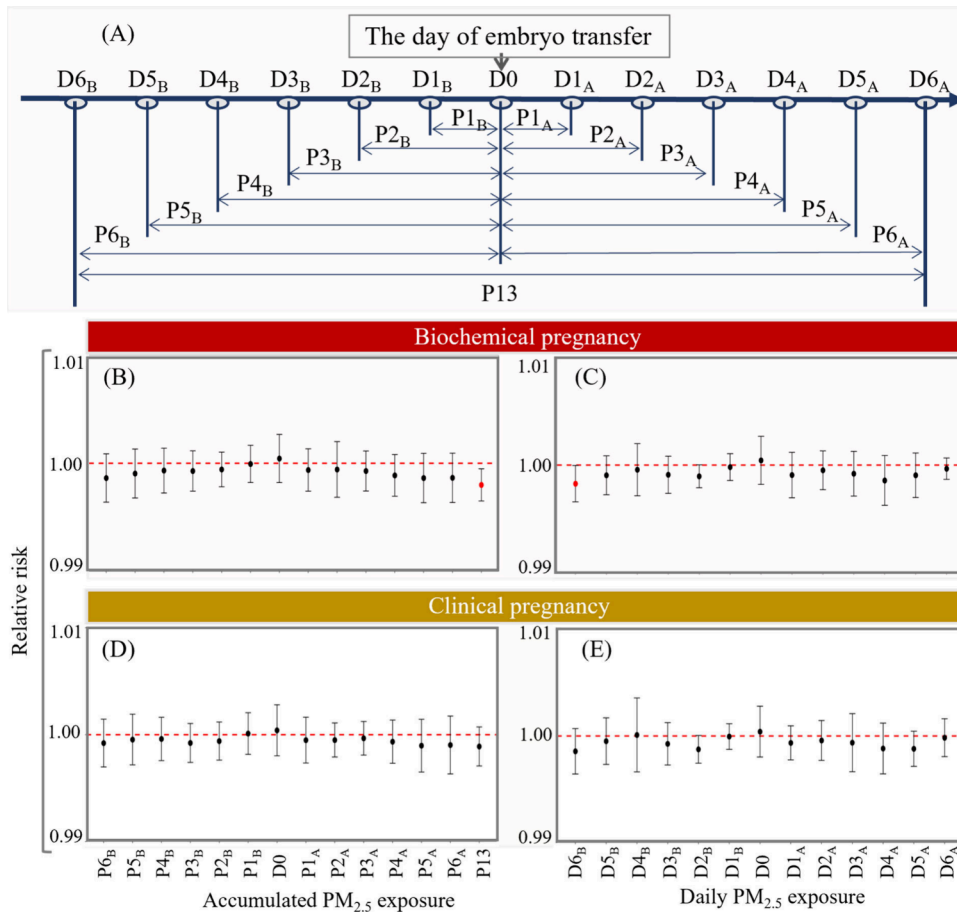 (A)
The day of embryo transfer
D6B D5B D4B D3B D2B D1B D0 D1A D2A D3A D4A D5A D6A
P1B P1A
P2B P2A
P3B P3A
P4B P4A
P5B P5A
P6B P6A
P13
Biochemical pregnancy
Relative risk
1.01
1.00
0.99
(B)
1.01
1.00
0.99
(C)
Clinical pregnancy
1.01
1.00
0.99
(D)
1.01
1.00
0.99
(E)
P6B P5B P4B P3B P2B P1B D0 P1A P2A P3A P4A P5A P6A P13
D6B D5B D4B D3B D2B D1B D0 D1A D2A D3A D4A D5A D6A
Accumulated PM2.5 exposure
Daily PM2.5 exposure